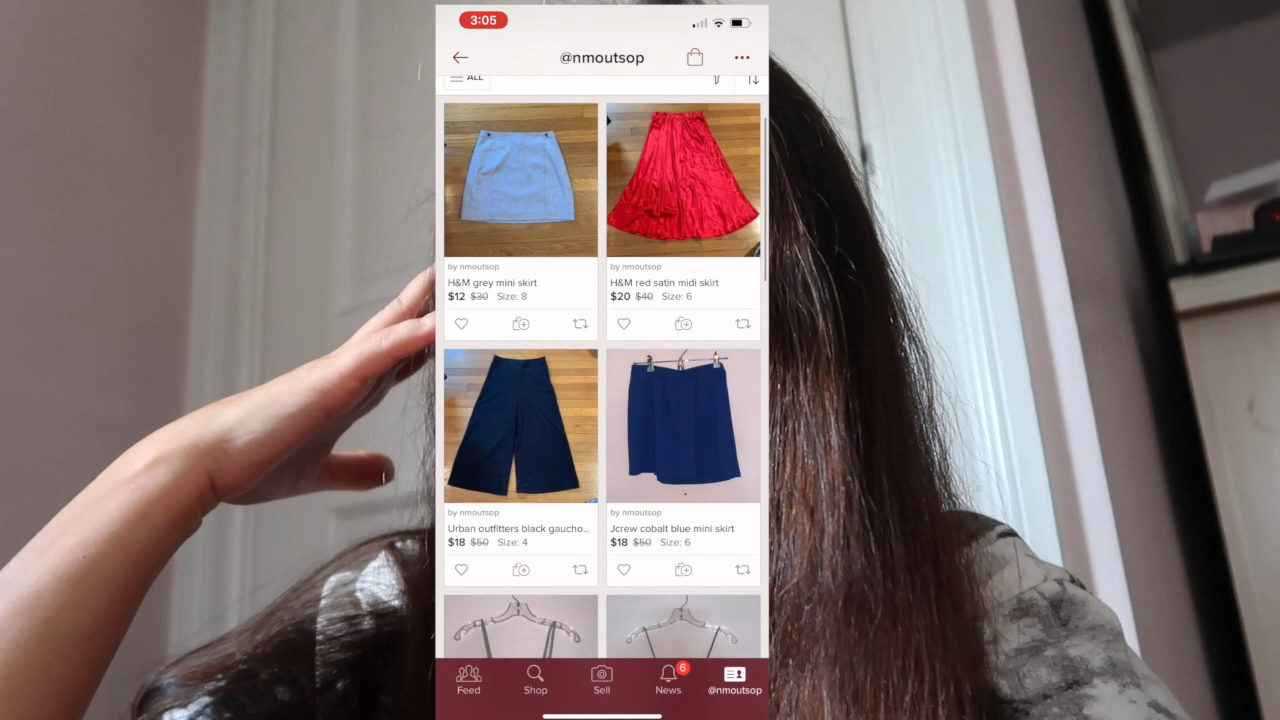 3:05
@nmoutsop
ALL
by nmoutsop
H&M grey mini skirt
$12 $30 Size: 8
by nmoutsop
H&M red satin midi skirt
$20 $40 Size: 6
by nmoutsop
Urban outfitters black gaucho...
$18 $50 Size: 4
by nmoutsop
Jcrew cobalt blue mini skirt
$18 $50 Size: 6
Feed
Shop
Sell
6
News
@nmoutsop